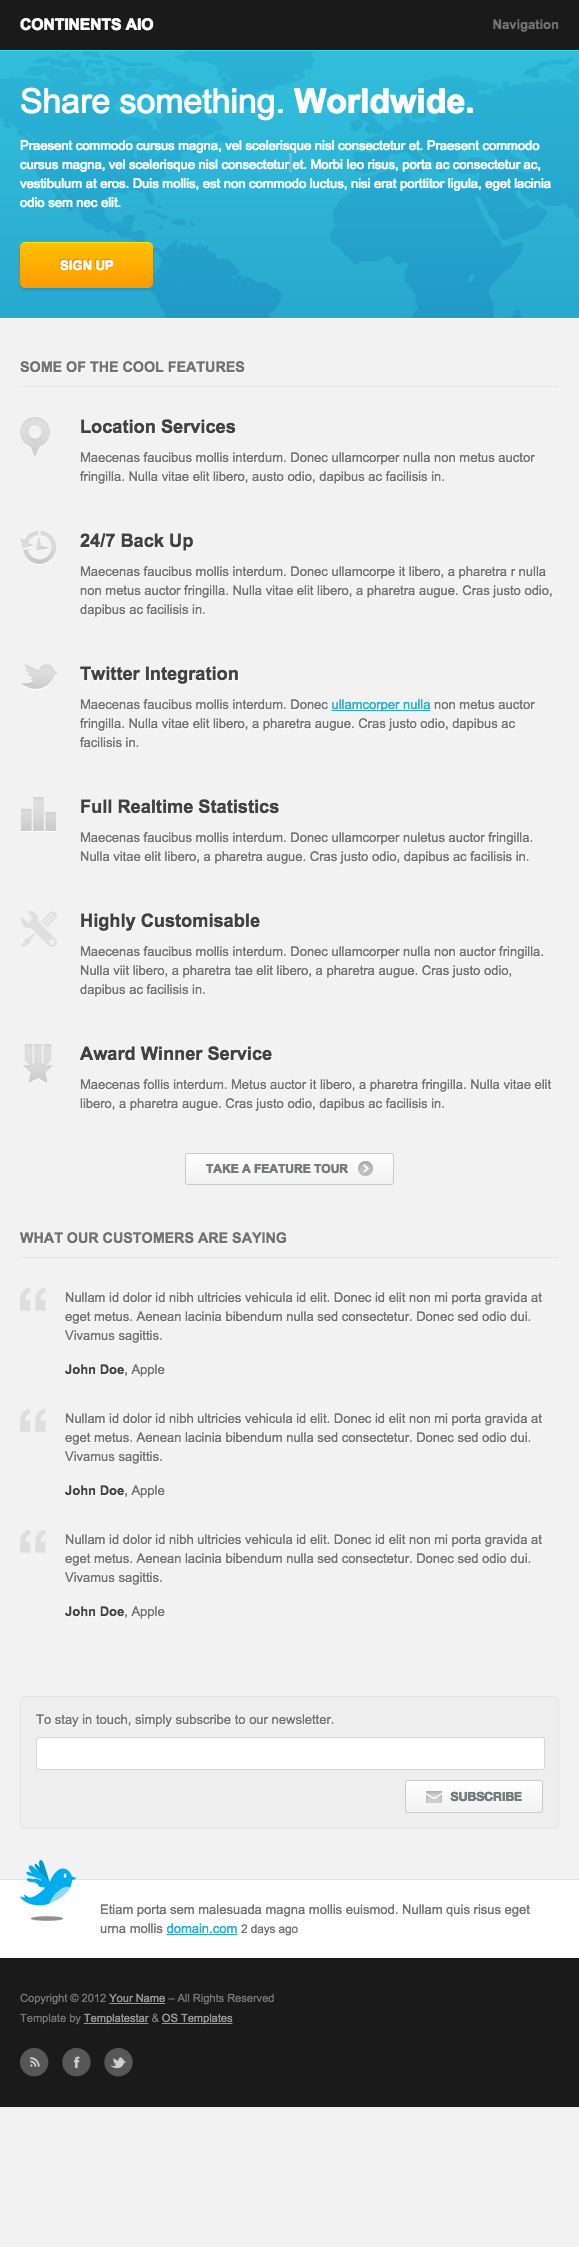 CONTINENTS AIO
Navigation
Share something. Worldwide.
Praesent commodo cursus magna, vel scelerisque nisl consectetur et. Praesent commodo
cursus magna, vel scelerisque nisl consectetur et. Morbi leo risus, porta ac consectetur ac,
vestibulum at eros. Duis mollis, est non commodo luctus, nisi erat porttitor ligula, eget lacinia
odio sem nec elit.
SIGN UP
SOME OF THE COOL FEATURES
Location Services
Maecenas faucibus mollis interdum. Donec ullamcorper nulla non metus auctor
fringilla. Nulla vitae elit libero, austo odio, dapibus ac facilisis in.
24/7 Back Up
Maecenas faucibus mollis interdum. Donec ullamcorpe it libero, a pharetra r nulla
non metus auctor fringilla. Nulla vitae elit libero, a pharetra augue. Cras justo odio,
dapibus ac facilisis in.
Twitter Integration
Maecenas faucibus mollis interdum. Donec ullamcorper nulla non metus auctor
fringilla. Nulla vitae elit libero, a pharetra augue. Cras justo odio, dapibus ac
facilisis in.
Full Realtime Statistics
Maecenas faucibus mollis interdum. Donec ullamcorper nuletus auctor fringilla.
Nulla vitae elit libero, a pharetra augue. Cras justo odio, dapibus ac facilisis in.
Highly Customisable
Maecenas faucibus mollis interdum. Donec ullamcorper nulla non auctor fringilla.
Nulla viit libero, a pharetra tae elit libero, a pharetra augue. Cras justo odio,
dapibus ac facilisis in.
Award Winner Service
Maecenas follis interdum. Metus auctor it libero, a pharetra fringilla. Nulla vitae elit
libero, a pharetra augue. Cras justo odio, dapibus ac facilisis in.
TAKE A FEATURE TOUR
WHAT OUR CUSTOMERS ARE SAYING
Nullam id dolor id nibh ultricies vehicula id elit. Donec id elit non mi porta gravida at
eget metus. Aenean lacinia bibendum nulla sed consectetur. Donec sed odio dui.
Vivamus sagittis.
John Doe, Apple
Nullam id dolor id nibh ultricies vehicula id elit. Donec id elit non mi porta gravida at
eget metus. Aenean lacinia bibendum nulla sed consectetur. Donec sed odio dui.
Vivamus sagittis.
John Doe, Apple
Nullam id dolor id nibh ultricies vehicula id elit. Donec id elit non mi porta gravida at
eget metus. Aenean lacinia bibendum nulla sed consectetur. Donec sed odio dui.
Vivamus sagittis.
John Doe, Apple
To stay in touch, simply subscribe to our newsletter.
SUBSCRIBE
Etiam porta sem malesuada magna mollis euismod. Nullam quis risus eget
urna mollis domain.com 2 days ago
Copyright © 2012 Your Name – All Rights Reserved
Template by Templatestar & OS Templates